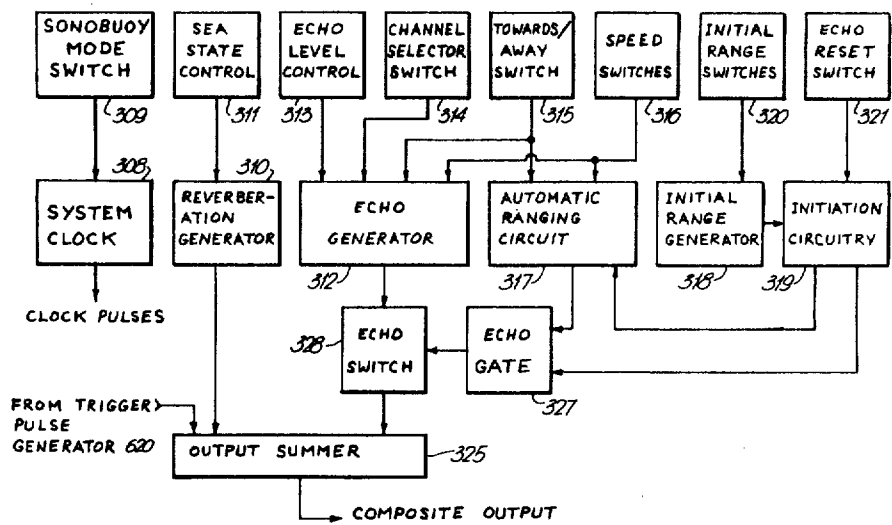 SONOBUOY
MODE
SWITCH
309
SEA
STATE
CONTROL
311
ECHO
LEVEL
CONTROL
313
CHANNEL
SELECTOR
SWITCH
314
TOWARDS/
AWAY
SWITCH
315
SPEED
SWITCHES
316
INITIAL
RANGE
SWITCHES
320
ECHO
RESET
SWITCH
321
308
SYSTEM
CLOCK
CLOCK PULSES
310
REVERBER-
ATION
GENERATOR
ECHO
GENERATOR
312
AUTOMATIC
RANGING
CIRCUIT
317
INITIAL
RANGE
GENERATOR
318
INITIATION
CIRCUITRY
319
328
ECHO
SWITCH
ECHO
GATE
327
FROM TRIGGER
PULSE
GENERATOR 620
OUTPUT SUMMER
325
COMPOSITE OUTPUT